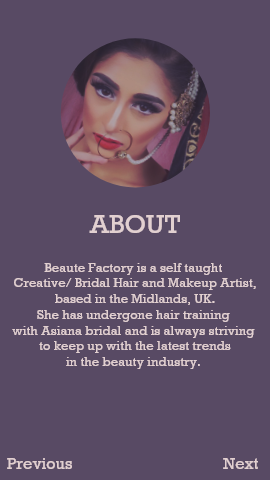 ABOUT
Beaute Factory is a self taught
Creative/ Bridal Hair and Makeup Artist,
based in the Midlands, UK.
She has undergone hair training
with Asiana bridal and is always striving
to keep up with the latest trends
in the beauty industry.
Previous
Next